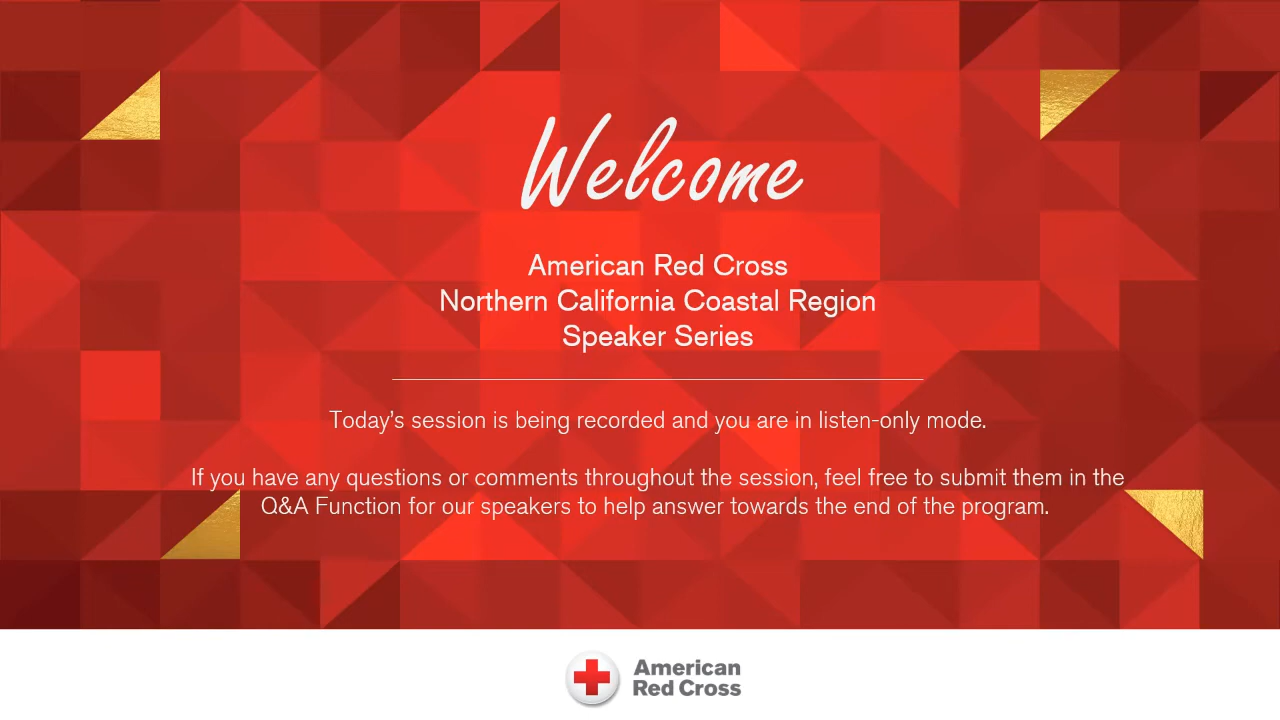 Welcome
American Red Cross
Northern California Coastal Region
Speaker Series
Today’s session is being recorded and you are in listen-only mode.
If you have any questions or comments throughout the session, feel free to submit them in the
Q&A Function for our speakers to help answer towards the end of the program.
American
Red Cross